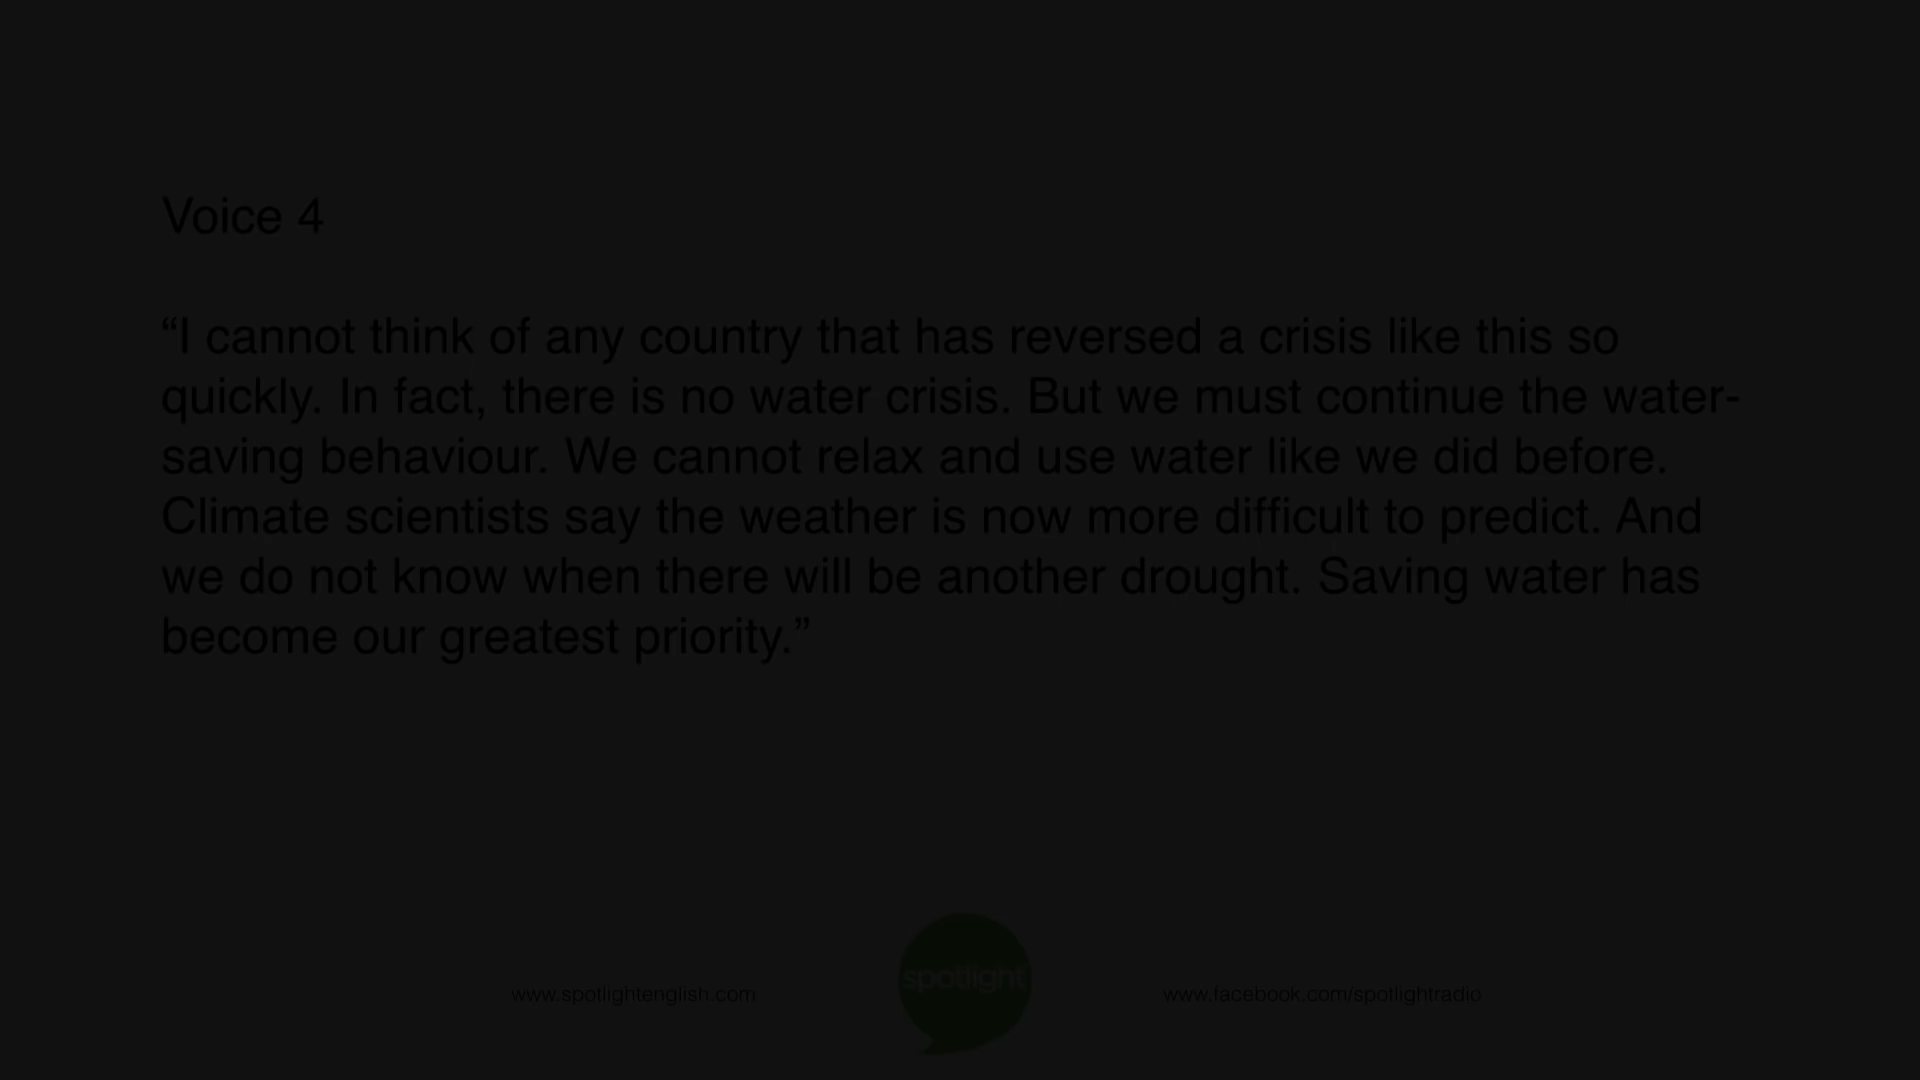 Voice 4
“I cannot think of any country that has reversed a crisis like this so
quickly. In fact, there is no water crisis. But we must continue the water-
saving behaviour. We cannot relax and use water like we did before.
Climate scientists say the weather is now more difficult to predict. And
we do not know when there will be another drought. Saving water has
become our greatest priority.”
spotlight
www.spotlightenglish.com
www.facebook.com/spotlightradio